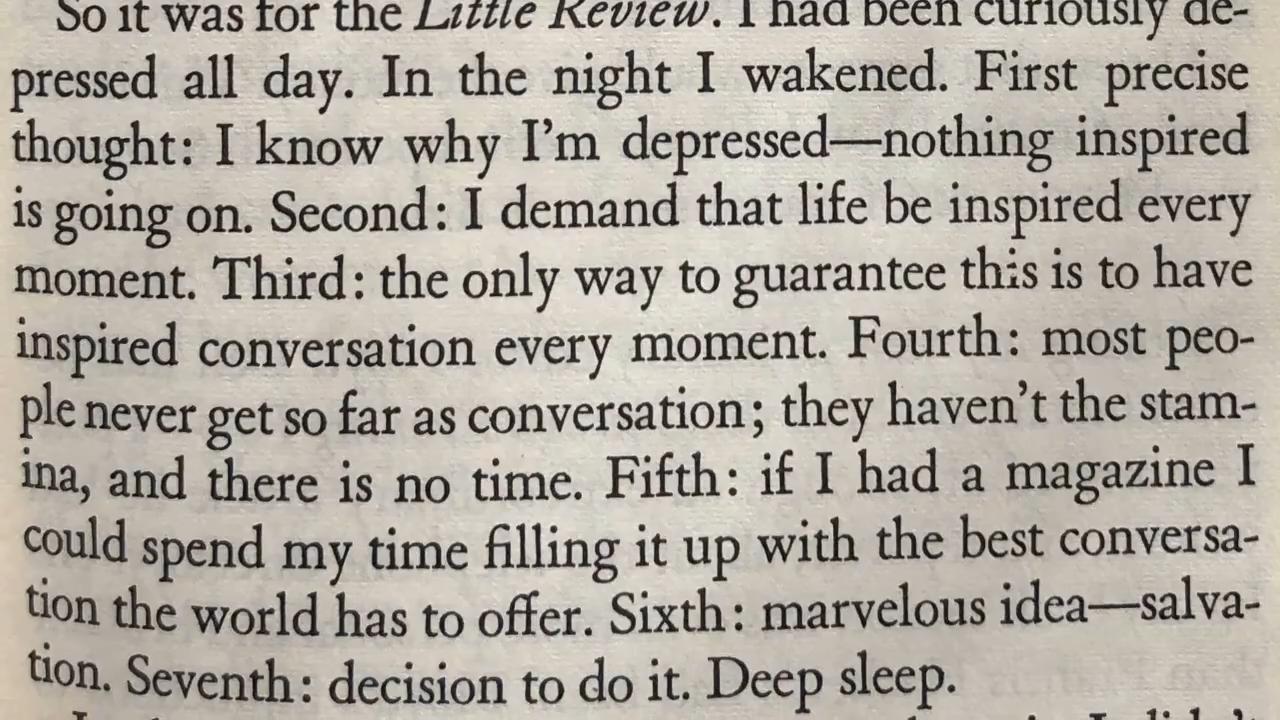 So it was for the Little Review. I had been curiously de-
pressed all day. In the night I wakened. First precise
thought: I know why I'm depressed—nothing inspired
is going on. Second: I demand that life be inspired every
moment. Third: the only way to guarantee this is to have
inspired conversation every moment. Fourth: most peo-
ple never get so far as conversation; they haven't the stam-
ina, and there is no time. Fifth: if I had a magazine I
could spend my time filling it up with the best conversa-
tion the world has to offer. Sixth: marvelous idea—salva-
tion. Seventh: decision to do it. Deep sleep.